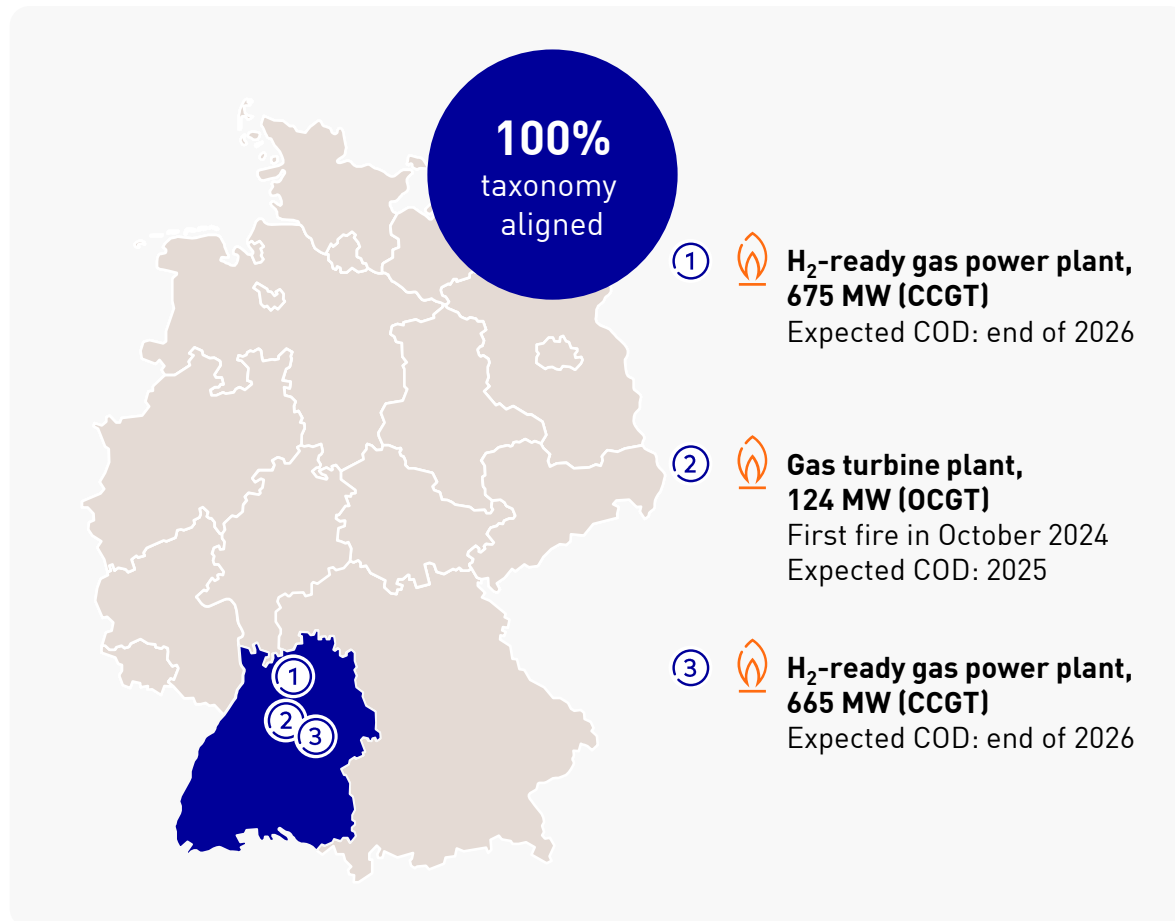 100%
taxonomy
aligned
1
H₂-ready gas power plant,
675 MW (CCGT)
Expected COD: end of 2026
2
Gas turbine plant,
124 MW (OCGT)
First fire in October 2024
Expected COD: 2025
3
H₂-ready gas power plant,
665 MW (CCGT)
Expected COD: end of 2026
1
2
3